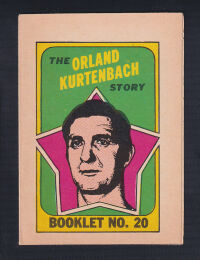 THE ORLAND
KURTENBACH
STORY
BOOKLET NO. 20